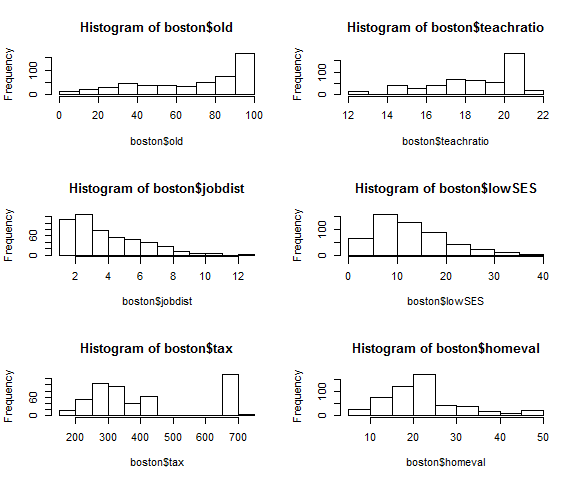 Histogram of boston$old
Frequency
0 100
0 20 40 60 80 100
boston$old
Histogram of boston$teachratio
Frequency
0 100
12 14 16 18 20 22
boston$teachratio
Histogram of boston$jobdist
Frequency
0 60
2 4 6 8 10 12
boston$jobdist
Histogram of boston$lowSES
Frequency
0 100
0 10 20 30 40
boston$lowSES
Histogram of boston$tax
Frequency
0 60
200 300 400 500 600 700
boston$tax
Histogram of boston$homeval
Frequency
0 100
10 20 30 40 50
boston$homeval